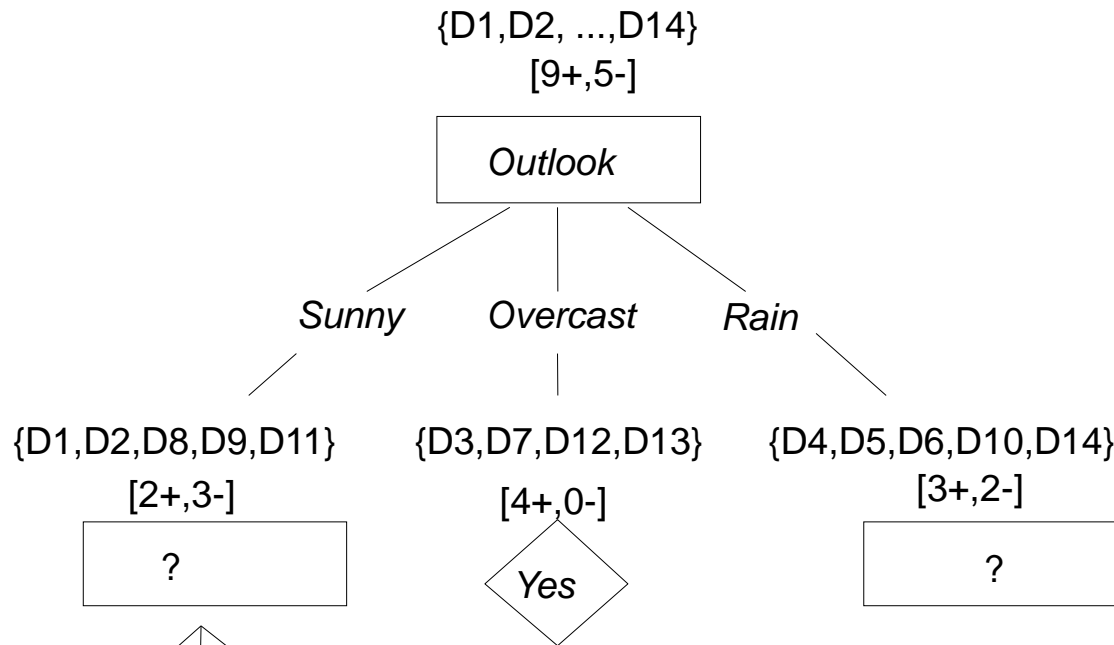 {D1,D2, ...,D14}
[9+,5-]
Outlook
Sunny Overcast Rain
{D1,D2,D8,D9,D11} {D3,D7,D12,D13} {D4,D5,D6,D10,D14}
[2+,3-] [4+,0-] [3+,2-]
? Yes ?